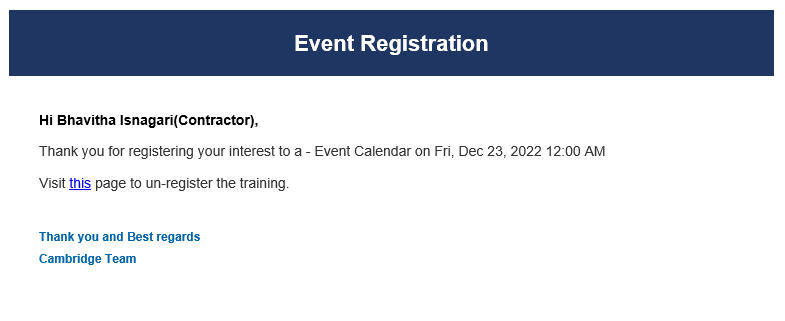 Event Registration
Hi Bhavitha Isnagari(Contractor),
Thank you for registering your interest to a - Event Calendar on Fri, Dec 23, 2022 12:00 AM
Visit this page to un-register the training.
Thank you and Best regards
Cambridge Team